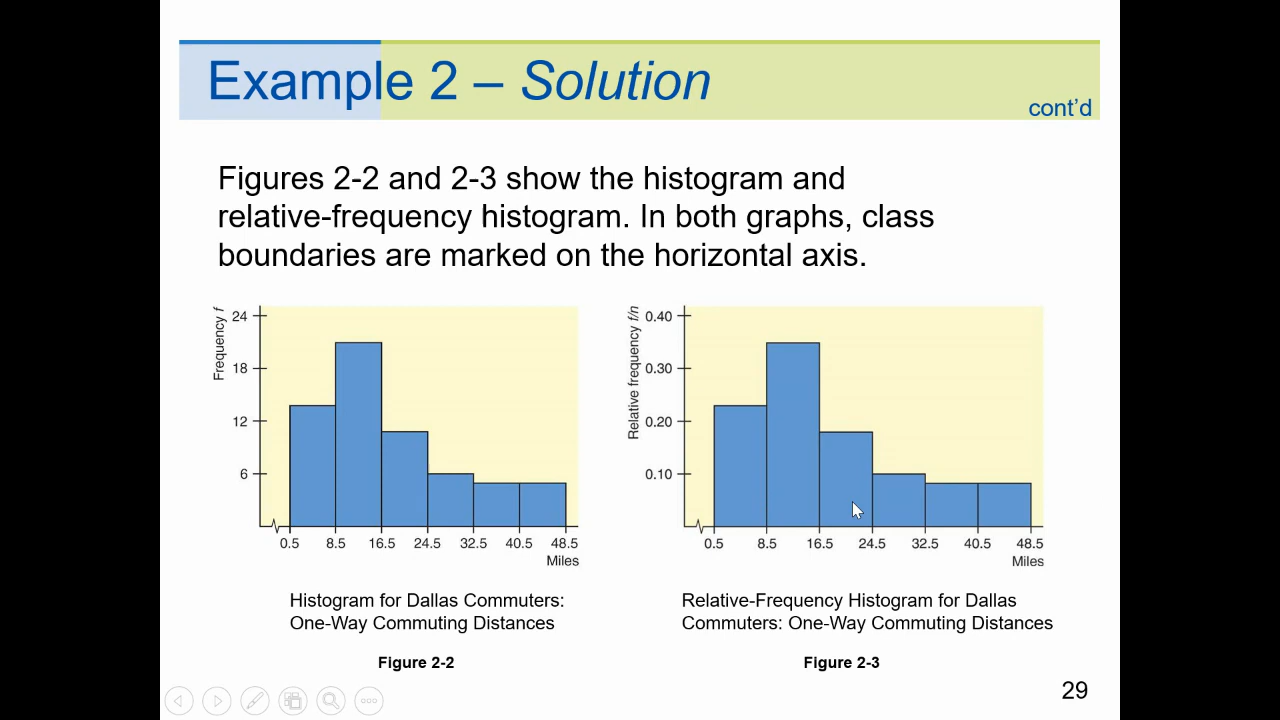 Example 2 – Solution
cont’d
Figures 2-2 and 2-3 show the histogram and
relative-frequency histogram. In both graphs, class
boundaries are marked on the horizontal axis.
Frequency f
24
18
12
6
0.5 8.5 16.5 24.5 32.5 40.5 48.5
Miles
Histogram for Dallas Commuters:
One-Way Commuting Distances
Figure 2-2
Relative frequency f/n
0.40
0.30
0.20
0.10
0.5 8.5 16.5 24.5 32.5 40.5 48.5
Miles
Relative-Frequency Histogram for Dallas
Commuters: One-Way Commuting Distances
Figure 2-3
29